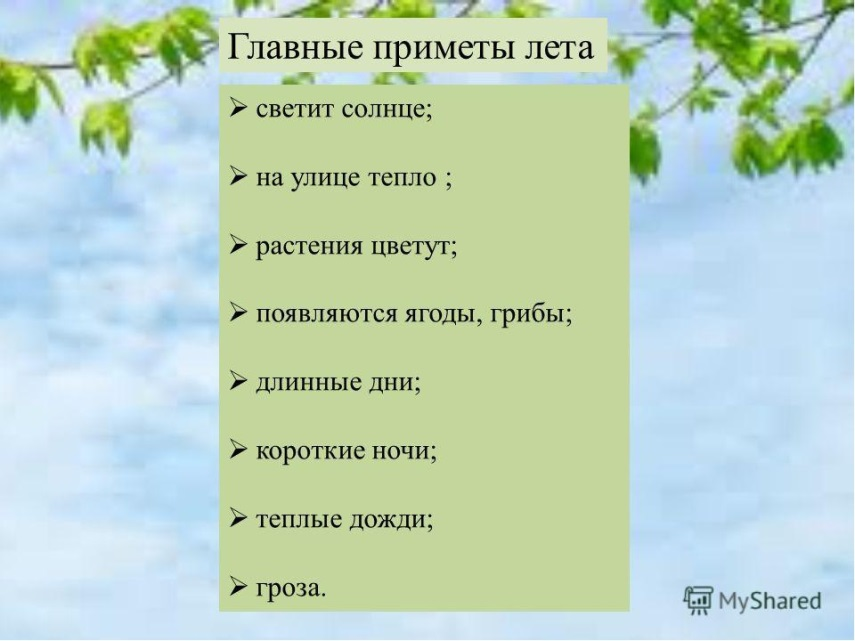 Главные приметы лета
➢ светит солнце;
➢ на улице тепло ;
➢ растения цветут;
➢ появляются ягоды, грибы;
➢ длинные дни;
➢ короткие ночи;
➢ теплые дожди;
➢ гроза.
MyShared